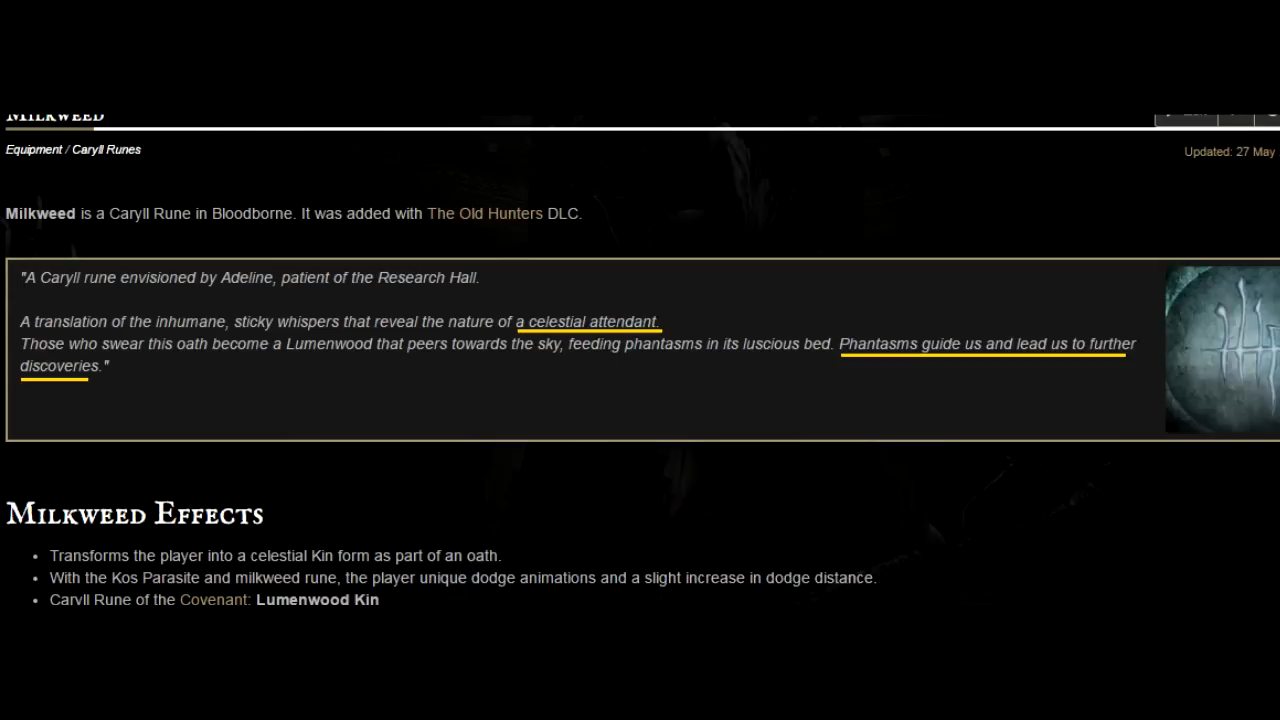 Milkweed
Equipment / Caryll Runes
Updated: 27 May
Milkweed is a Caryll Rune in Bloodborne. It was added with The Old Hunters DLC.
"A Caryll rune envisioned by Adeline, patient of the Research Hall.
A translation of the inhumane, sticky whispers that reveal the nature of a celestial attendant.
Those who swear this oath become a Lumenwood that peers towards the sky, feeding phantasms in its luscious bed. Phantasms guide us and lead us to further
discoveries."
Milkweed Effects
• Transforms the player into a celestial Kin form as part of an oath.
• With the Kos Parasite and milkweed rune, the player unique dodge animations and a slight increase in dodge distance.
• Caryll Rune of the Covenant: Lumenwood Kin